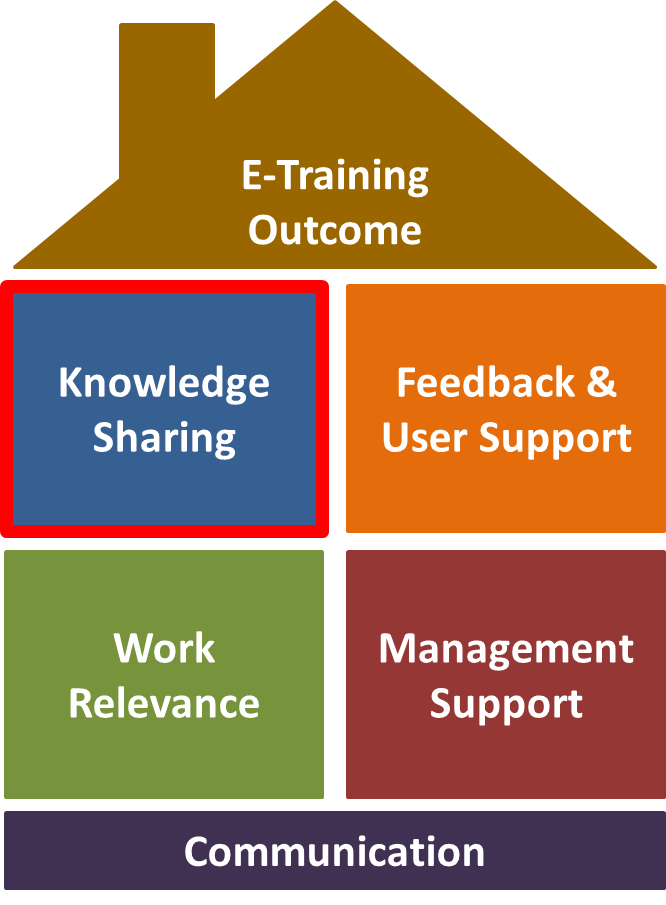 E-Training
Outcome
Knowledge
Sharing
Feedback &
User Support
Work
Relevance
Management
Support
Communication